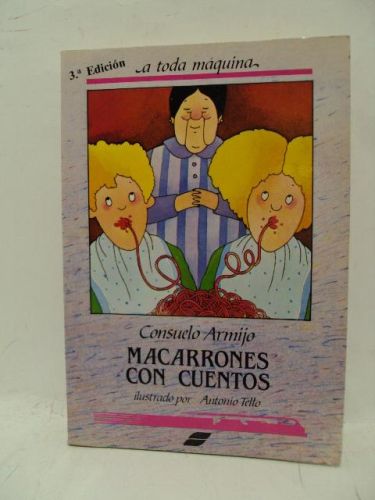 3.ª Edición
a toda máquina
Consuelo Armijo
MACARRONES
CON CUENTOS
ilustrado por Antonio Tello